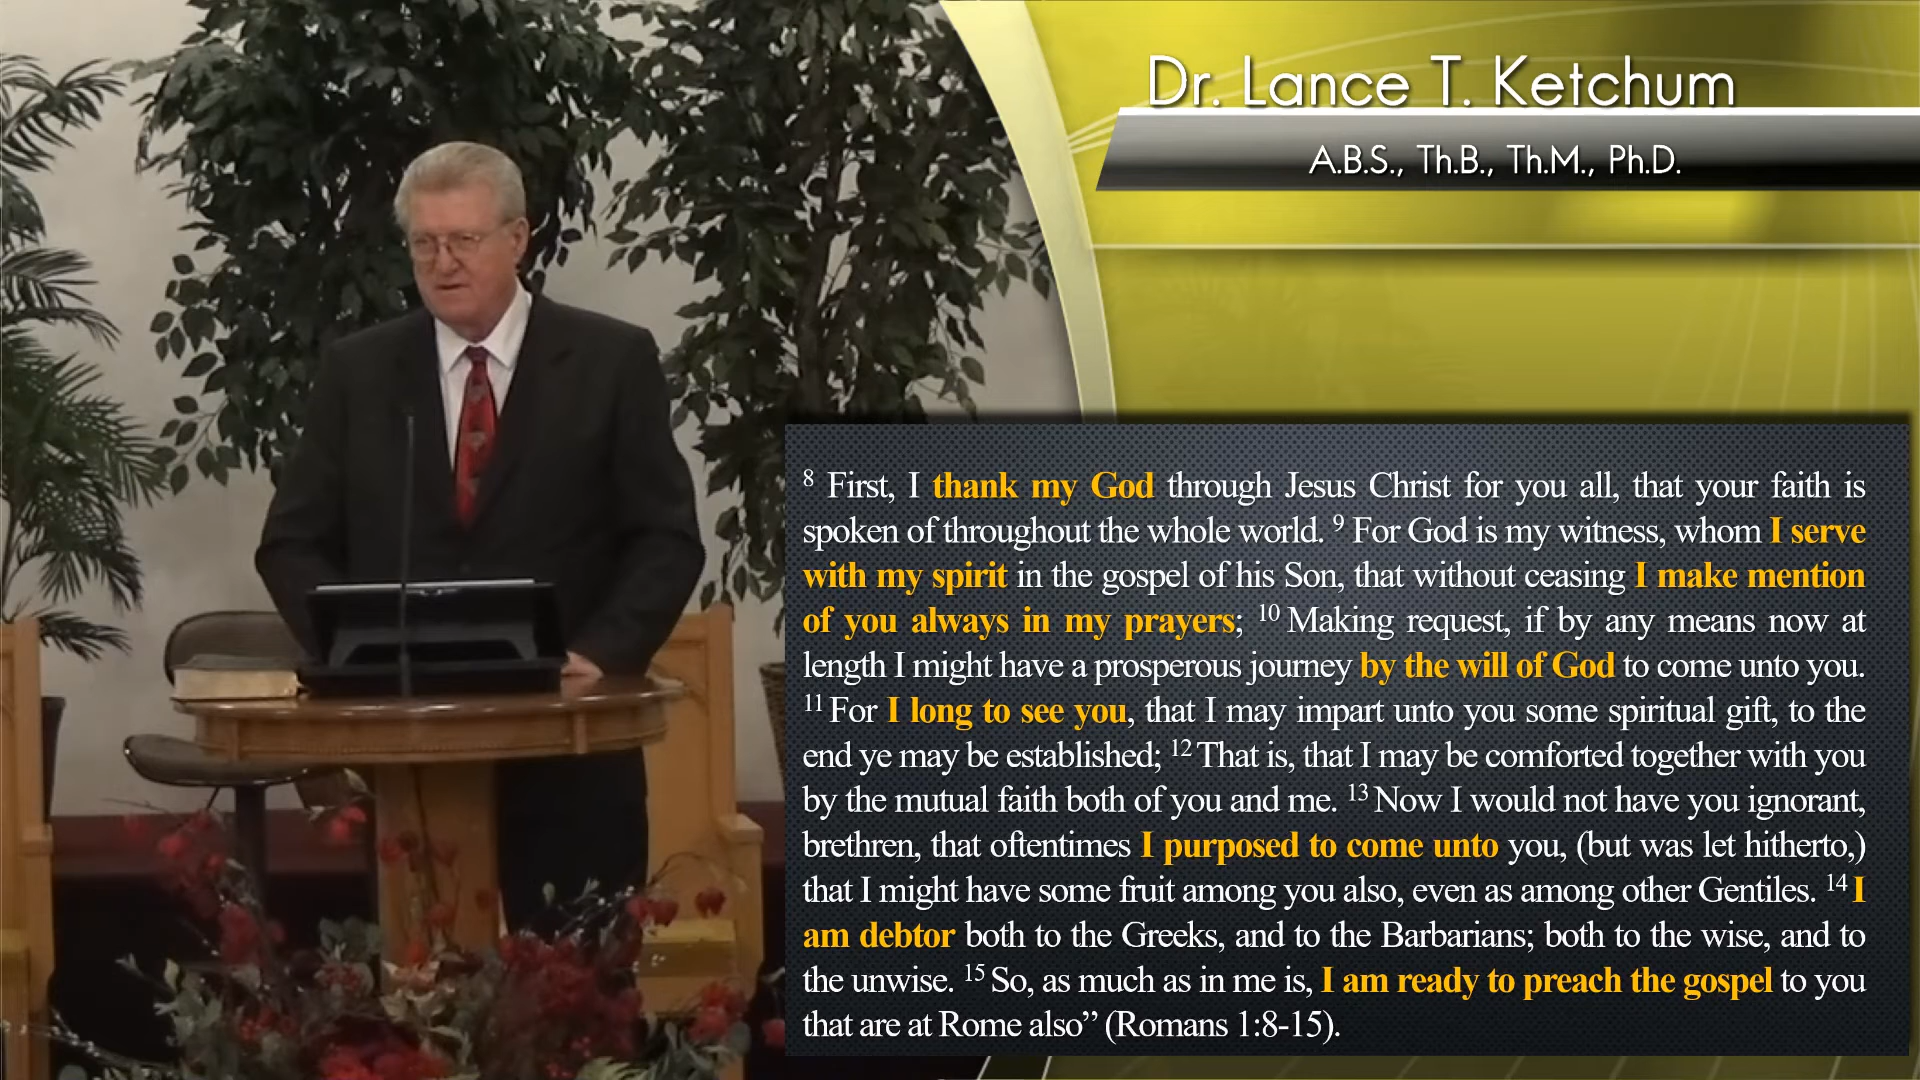 Dr. Lance T. Ketchum
A.B.S., Th.B., Th.M., Ph.D.
8 First, I thank my God through Jesus Christ for you all, that your faith is
spoken of throughout the whole world. 9 For God is my witness, whom I serve
with my spirit in the gospel of his Son, that without ceasing I make mention
of you always in my prayers; 10 Making request, if by any means now at
length I might have a prosperous journey by the will of God to come unto you.
11 For I long to see you, that I may impart unto you some spiritual gift, to the
end ye may be established; 12 That is, that I may be comforted together with you
by the mutual faith both of you and me. 13 Now I would not have you ignorant,
brethren, that oftentimes I purposed to come unto you, (but was let hitherto,)
that I might have some fruit among you also, even as among other Gentiles. 14 I
am debtor both to the Greeks, and to the Barbarians; both to the wise, and to
the unwise. 15 So, as much as in me is, I am ready to preach the gospel to you
that are at Rome also” (Romans 1:8-15).